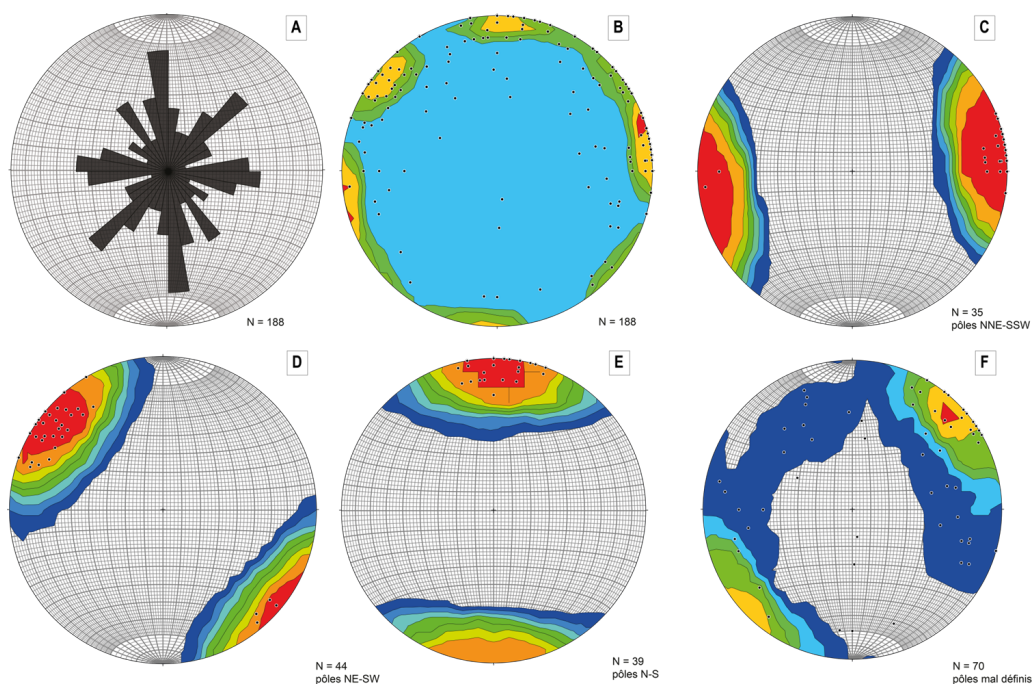 A
N = 188
B
N = 188
C
N = 35
pôles NNE-SSW
D
N = 44
pôles NE-SW
E
N = 39
pôles N-S
F
N = 70
pôles mal définis